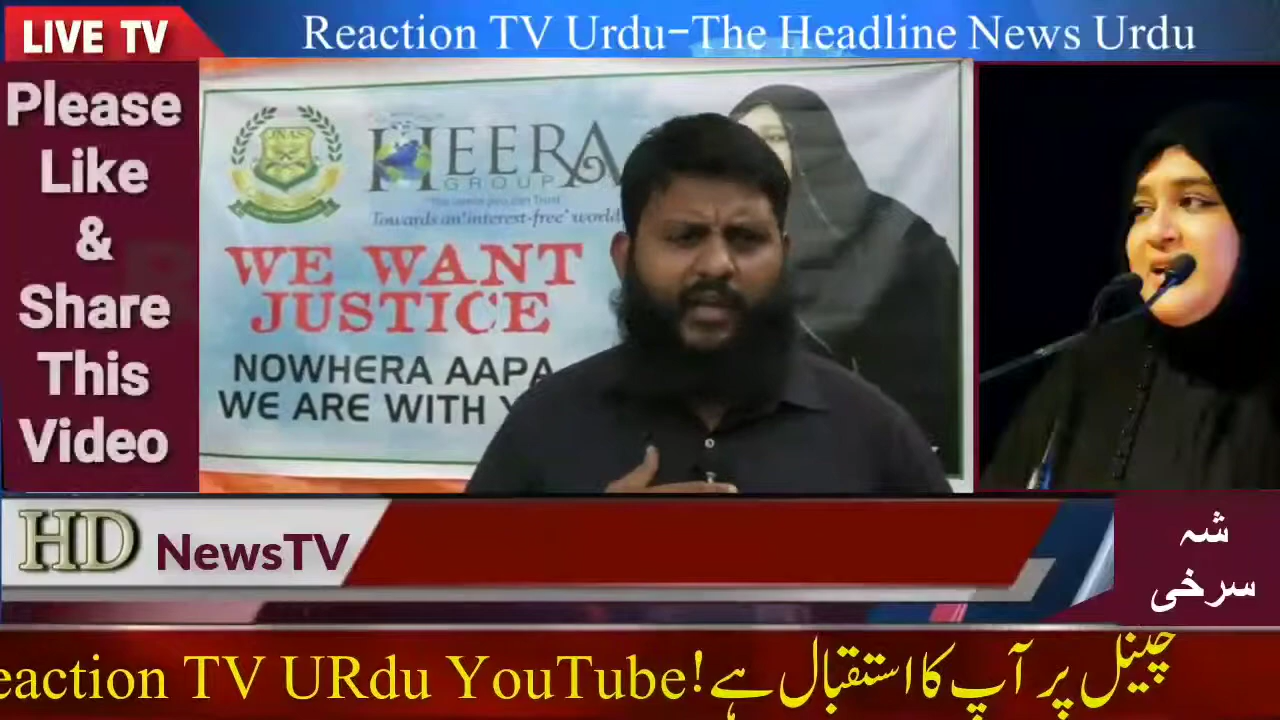 LIVE TV
Reaction TV Urdu-The Headline News Urdu
Please
Like
&
Share
This
Video
JNAS
HEERA
GROUP
Towards an 'interest-free' world
WE WANT
JUSTICE
NOWHERA AAPA
WE ARE WITH
HD NewsTV
شہ
سرخی
eaction TV URdu YouTube! چینل پر آپ کا استقبال ہے